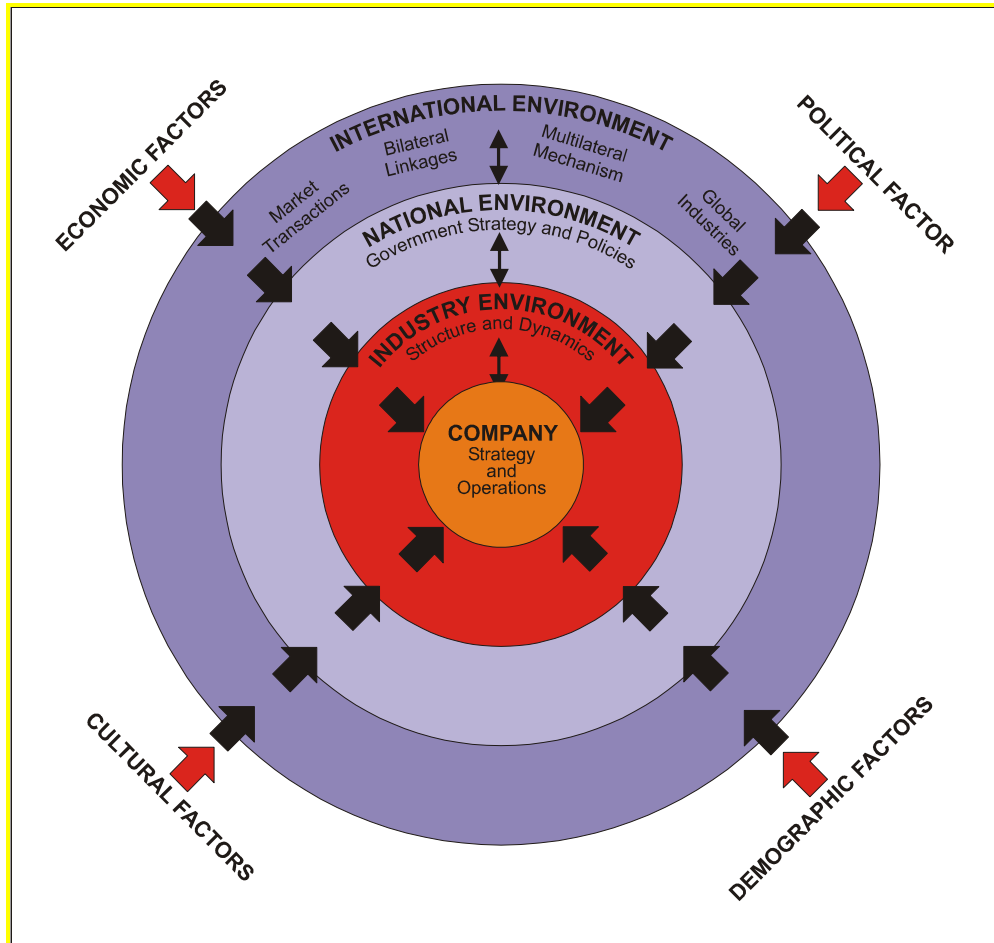 INTERNATIONAL ENVIRONMENT
Bilateral
Linkages
Multilateral
Mechanism
Market
Transactions
Global
Industries
ECONOMIC FACTORS
POLITICAL FACTOR
NATIONAL ENVIRONMENT
Government Strategy and Policies
INDUSTRY ENVIRONMENT
Structure and Dynamics
COMPANY
Strategy
and
Operations
CULTURAL FACTORS
DEMOGRAPHIC FACTORS